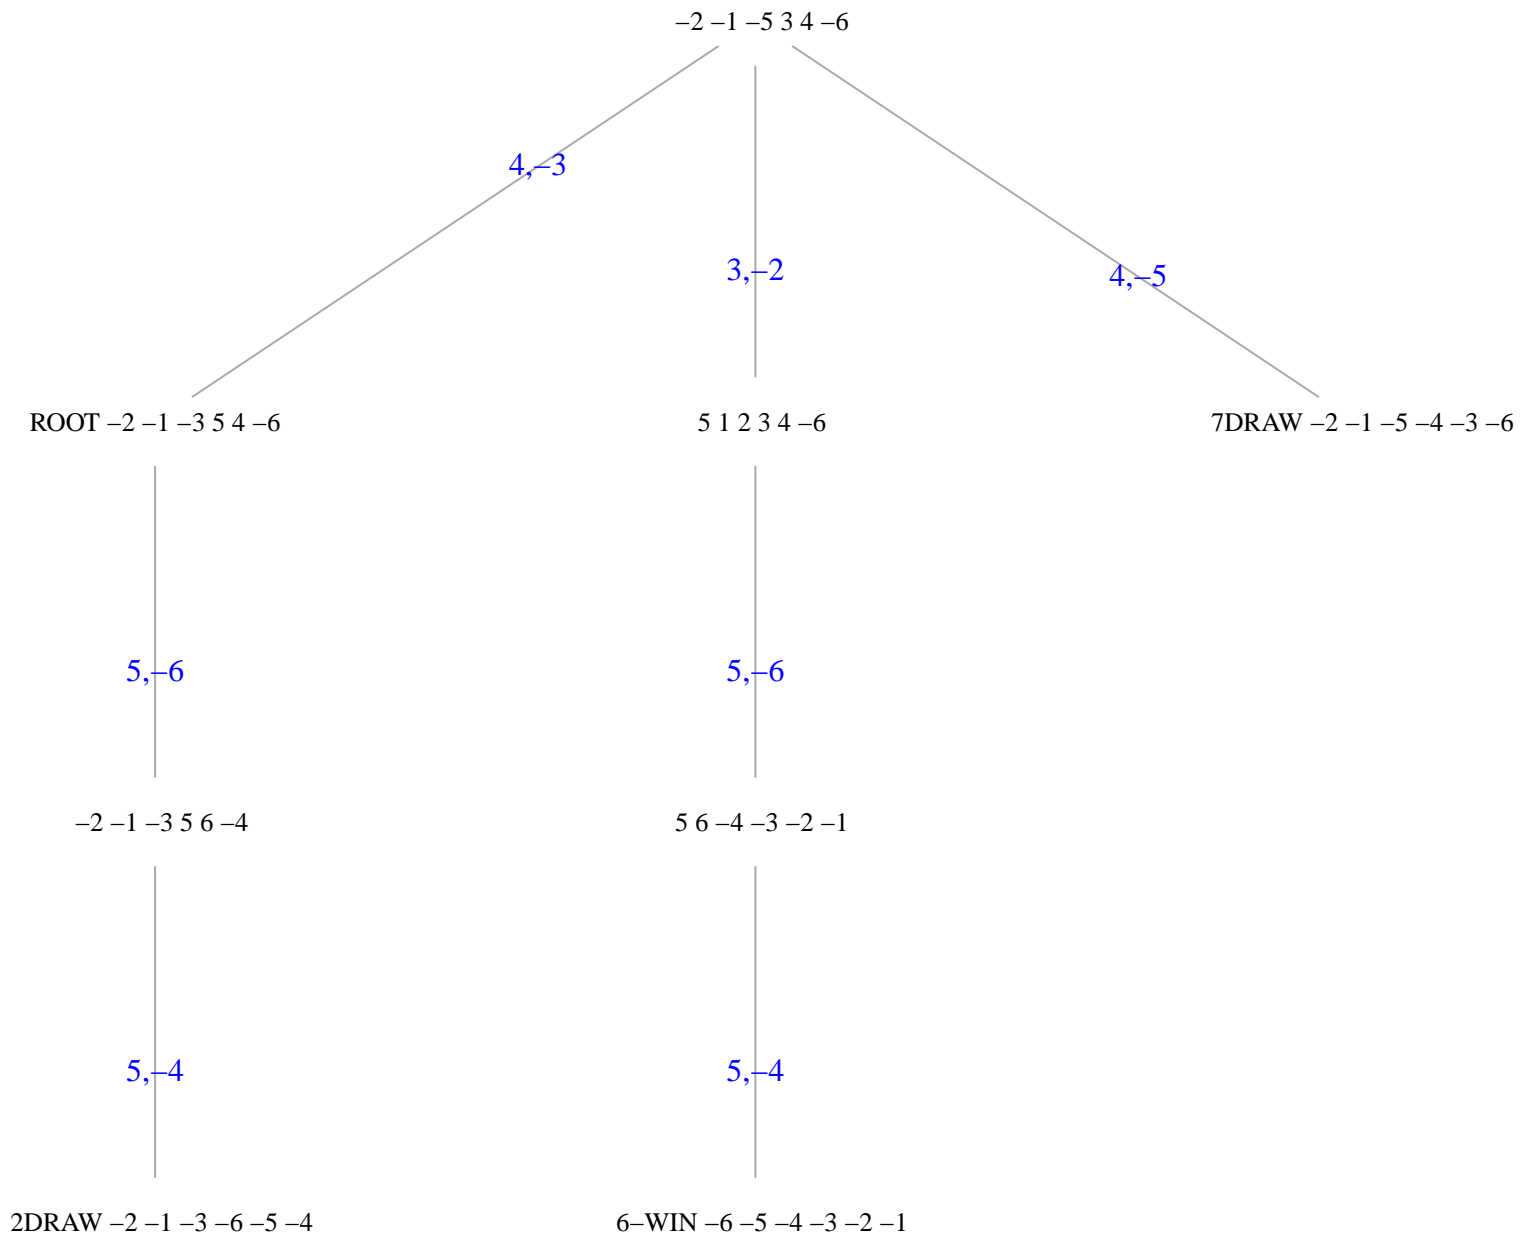 –2 –1 –5 3 4 –6
4,–3
3,–2
4,–5
ROOT –2 –1 –3 5 4 –6
5 1 2 3 4 –6
7DRAW –2 –1 –5 –4 –3 –6
5,–6
5,–6
–2 –1 –3 5 6 –4
5 6 –4 –3 –2 –1
5,–4
5,–4
2DRAW –2 –1 –3 –6 –5 –4
6–WIN –6 –5 –4 –3 –2 –1